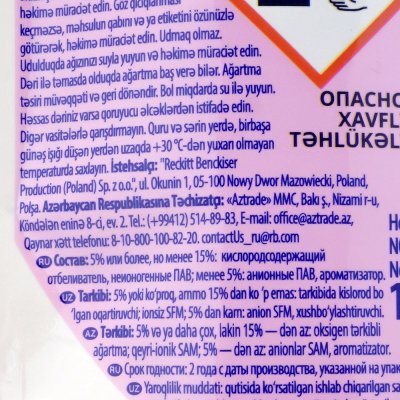 həkimə müraciət edin. Göz qıcıqlanması
keçməzsə, məhsulun qabını və ya etiketini özünüzlə
götürərək, həkimə müraciət edin. Udmaq olmaz.
Udulduqda ağızınızı suyla yuyun və həkimə müraciət edin.
Dəri ilə təmasda olduqda ağartma baş verə bilər. Ağartma
təsiri müvəqqəti və geri dönəndir. Bol miqdarda su ilə yuyun.
Həssas dəriniz varsa qoruyucu əlcəklərdən istifadə edin.
Digər vasitələrlə qarışdırmayın. Quru və sərin yerdə, birbaşa
günəş işığı düşən yerdən uzaqda +30 °C-dən yuxarı olmayan
temperaturda saxlayın. İstehsalçı: "Reckitt Benckiser
Production (Poland) Sp. z o.o.", ul. Okunin 1, 05-100 Nowy Dwor Mazowiecki, Poland,
Polşa. Azərbaycan Respublikasına Təchizatçı: «Aztrade» MMC, Bakı ş., Nizami r-u,
Köndələn eninə 8-ci, ev. 2. Tel.: (+99412) 514-89-83, E-mail: office@aztrade.az,
Qaynar xətt telefonu: 8-10-800-100-82-20. contactUs_ru@rb.com
RU Состав: 5% или более, но менее 15%: кислородсодержащий
отбеливатель, неионогенные ПАВ; менее 5%: анионные ПАВ, ароматизатор.
UZ Tarkibi: 5% yoki ko'proq, ammo 15% dan ko 'p emas: tarkibida kislorod bo
'lgan oqartiruvchi; ionsiz SFM; 5% dan kam: anion SFM, xushbo'ylashtiruvchi.
AZ Tərkibi: 5% və ya daha çox, lakin 15% — dən az: oksigen tərkibli
ağartma; qeyri-ionik SAM; 5% — dən az: anionlar SAM, aromatizator.
RU Срок годности: 2 года с даты производства, указанной на упак
UZ Yaroqlilik muddati: qutisida ko'rsatilgan ishlab chiqarilgan sa
ОПАСНО
XAVFL
TƏHLÜKƏL